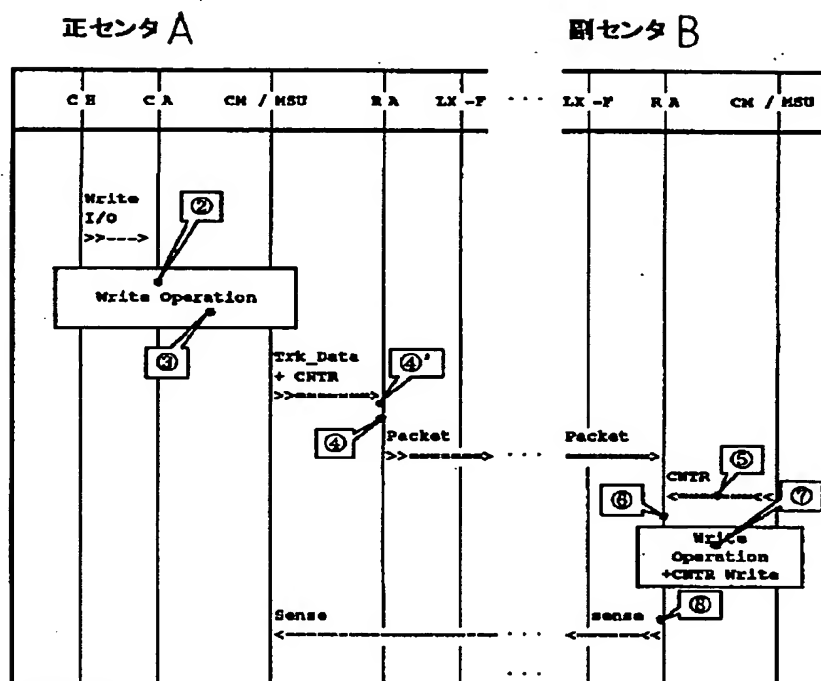 正センタ A
副センタ B
CH CA CM / MSU RA LX-F ・・・ LX-F RA CM / MSU
Write
I/O
>>--->
②
Write Operation
③
Trk_Data
+ CNTR
④'
④
Packet
Packet
CNTR
⑤
⑥
⑦
Write
Operation
+CNTR Write
⑧
Sense
sense